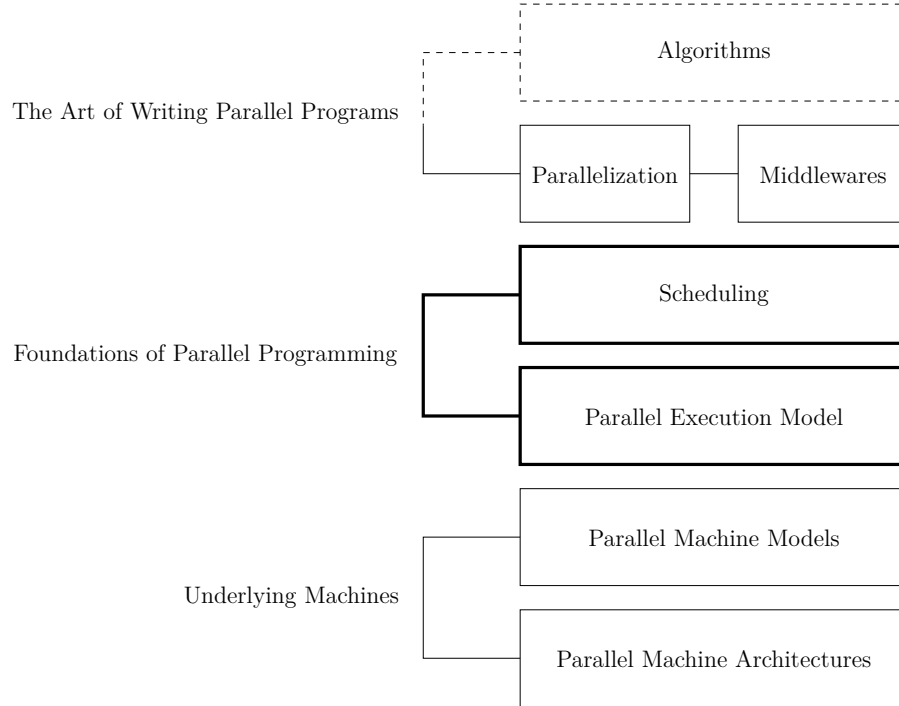 Algorithms
The Art of Writing Parallel Programs
Parallelization
Middlewares
Scheduling
Foundations of Parallel Programming
Parallel Execution Model
Parallel Machine Models
Underlying Machines
Parallel Machine Architectures